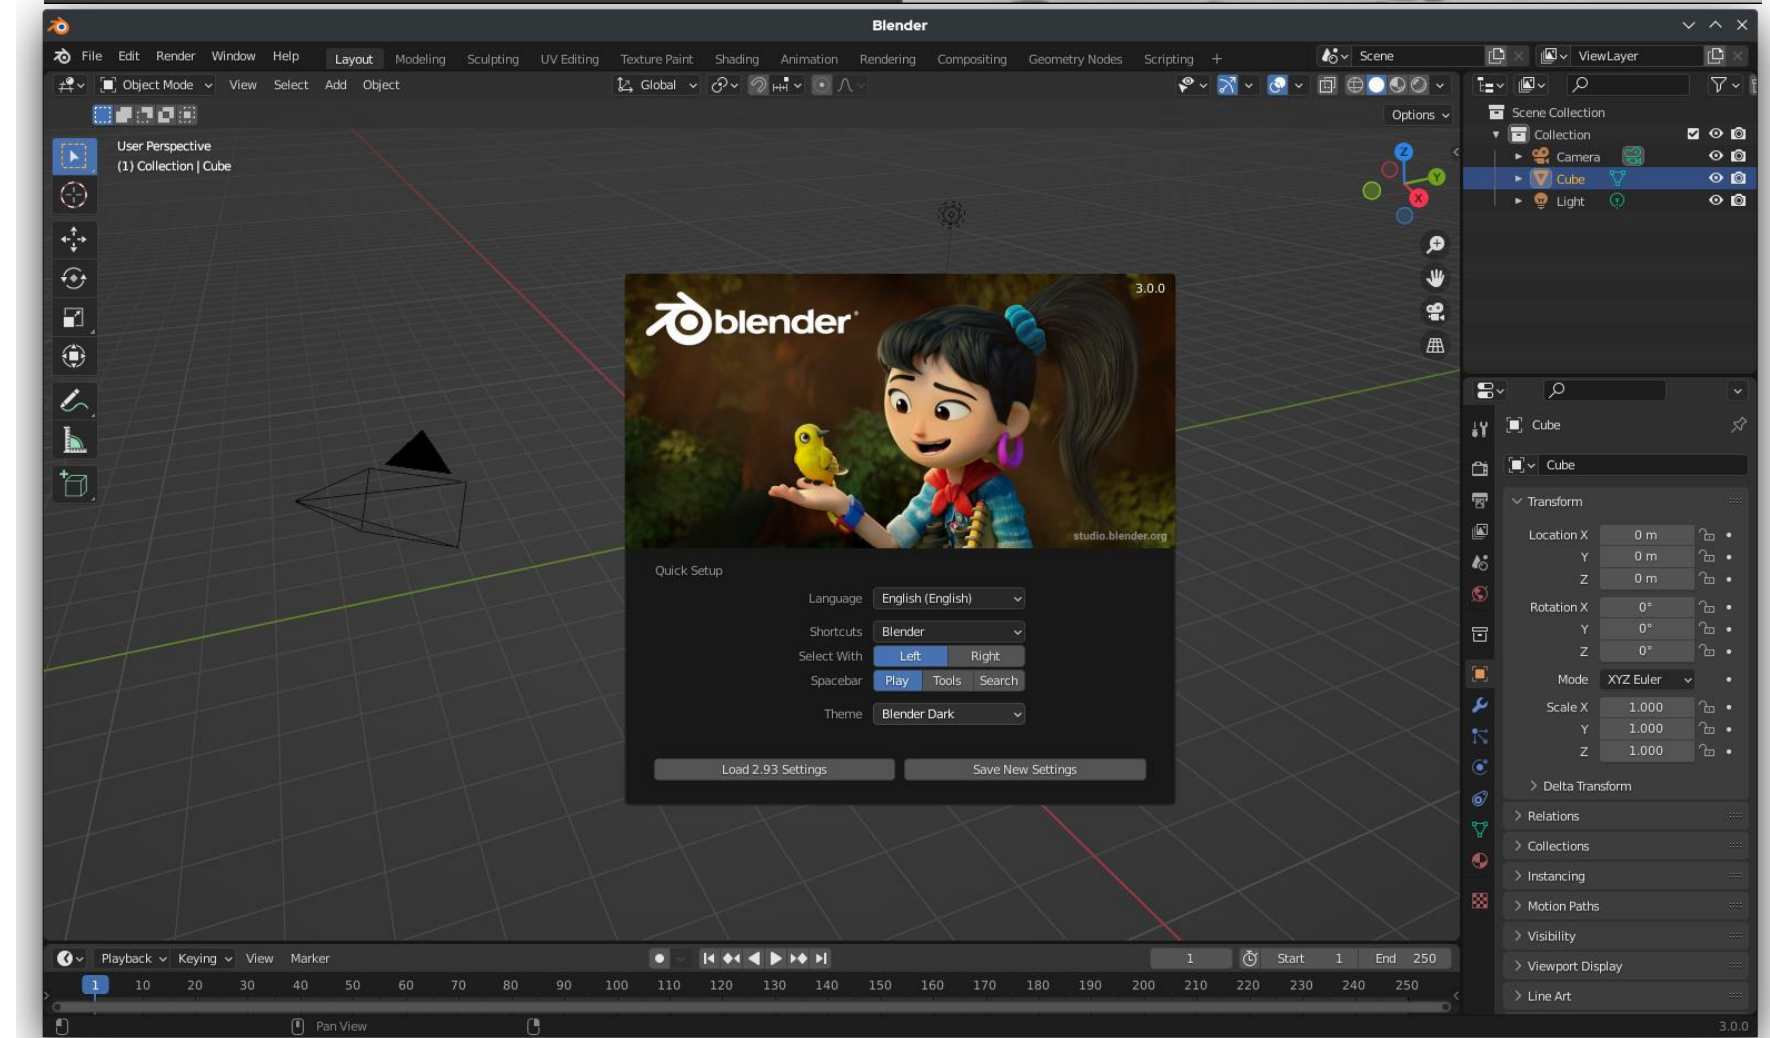 Blender
File Edit Render Window Help Layout Modeling Sculpting UV Editing Texture Paint Shading Animation Rendering Compositing Geometry Nodes Scripting + Scene ViewLayer
Object Mode View Select Add Object Global
Options
User Perspective
(1) Collection | Cube
Z
Y
X
Scene Collection
Collection
Camera
Cube
Light
3.0.0
blender
studio.blender.org
Quick Setup
Language English (English)
Shortcuts Blender
Select With Left Right
Spacebar Play Tools Search
Theme Blender Dark
Load 2.93 Settings Save New Settings
Cube
Cube
Transform
Location X 0 m
Y 0 m
Z 0 m
Rotation X 0°
Y 0°
Z 0°
Mode XYZ Euler
Scale X 1.000
Y 1.000
Z 1.000
Delta Transform
Relations
Collections
Instancing
Motion Paths
Visibility
Viewport Display
Line Art
Playback Keying View Marker 1 Start 1 End 250
1 10 20 30 40 50 60 70 80 90 100 110 120 130 140 150 160 170 180 190 200 210 220 230 240 250
Pan View 3.0.0